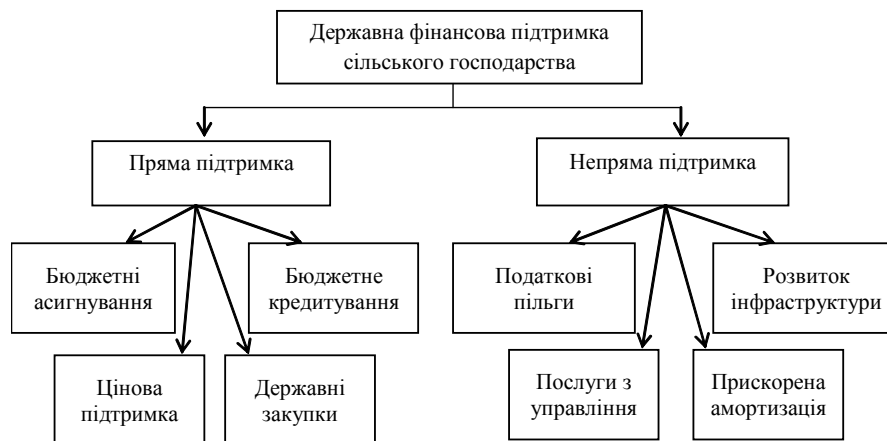 Державна фінансова підтримка
сільського господарства
Пряма підтримка
Непряма підтримка
Бюджетні
асигнування
Бюджетне
кредитування
Податкові
пільги
Розвиток
інфраструктури
Цінова
підтримка
Державні
закупки
Послуги з
управління
Прискорена
амортизація